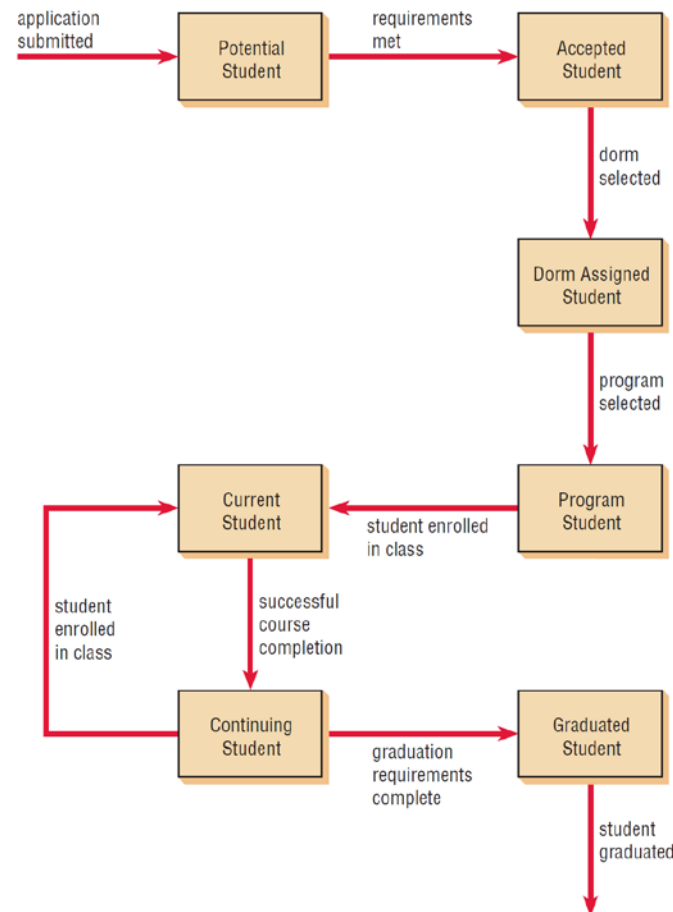 application
submitted
Potential
Student
requirements
met
Accepted
Student
dorm
selected
Dorm Assigned
Student
program
selected
Program
Student
student enrolled
in class
Current
Student
successful
course
completion
student
enrolled
in class
Continuing
Student
graduation
requirements
complete
Graduated
Student
student
graduated